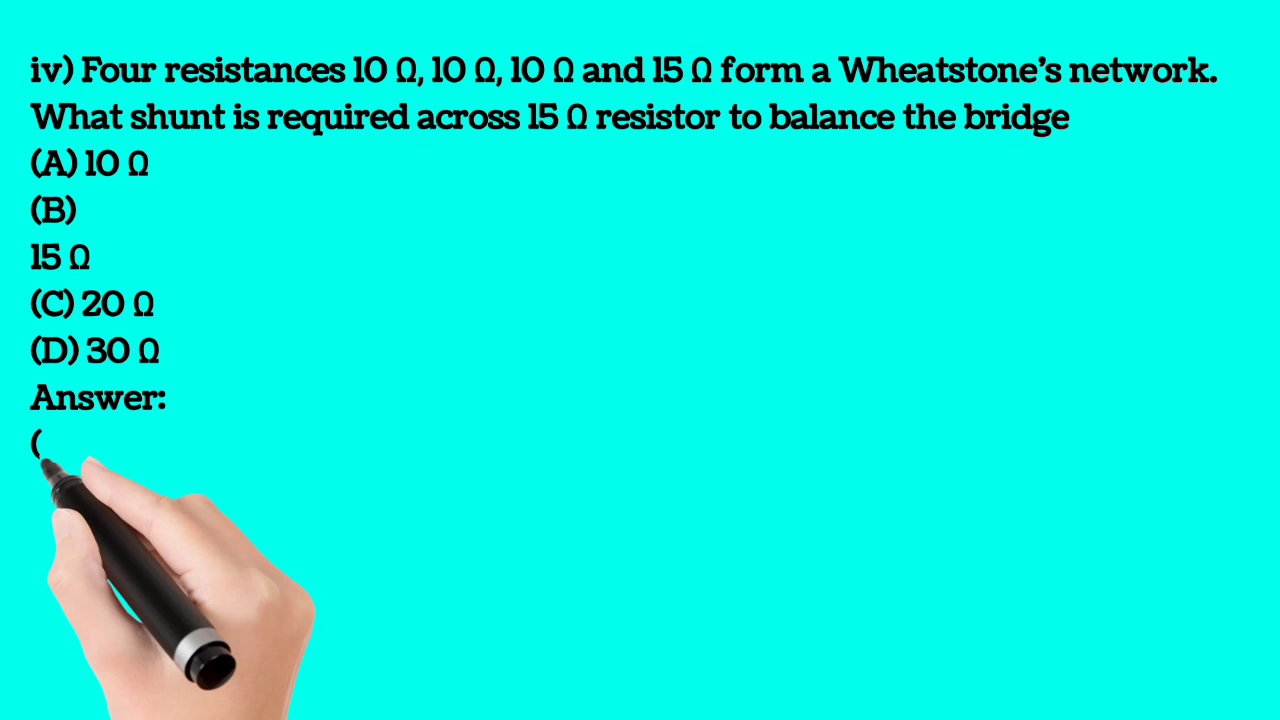 iv) Four resistances 10 Ω, 10 Ω, 10 Ω and 15 Ω form a Wheatstone’s network.
What shunt is required across 15 Ω resistor to balance the bridge
(A) 10 Ω
(B)
15 Ω
(C) 20 Ω
(D) 30 Ω
Answer:
(